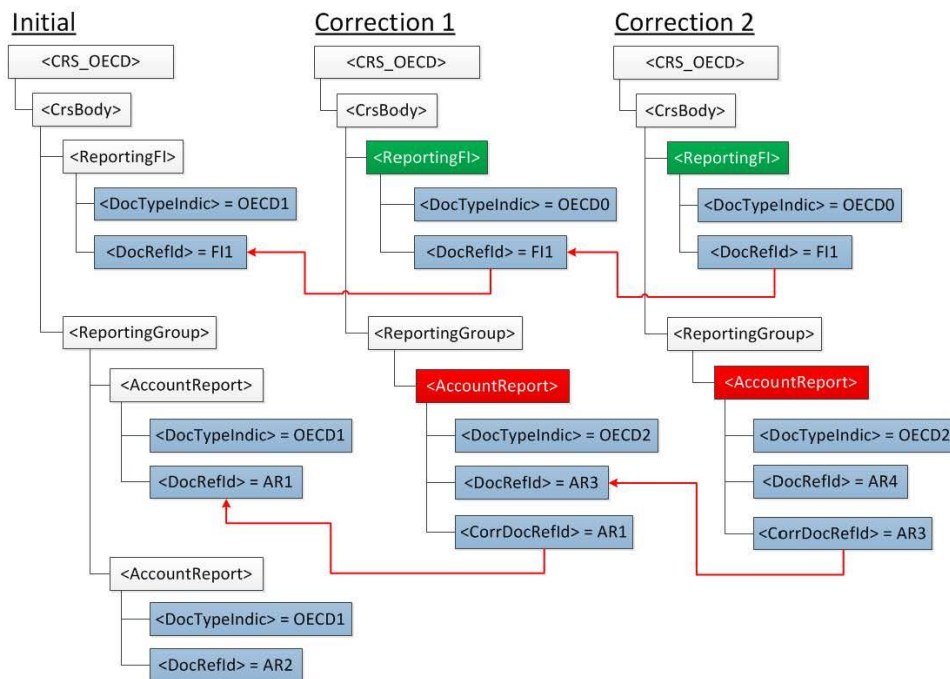 Initial
<CRS_OECD>
<CrsBody>
<ReportingFI>
<DocTypeIndic> = OECD1
<DocRefId> = FI1
<ReportingGroup>
<AccountReport>
<DocTypeIndic> = OECD1
<DocRefId> = AR1
<AccountReport>
<DocTypeIndic> = OECD1
<DocRefId> = AR2
Correction 1
<CRS_OECD>
<CrsBody>
<ReportingFI>
<DocTypeIndic> = OECD0
<DocRefId> = FI1
<ReportingGroup>
<AccountReport>
<DocTypeIndic> = OECD2
<DocRefId> = AR3
<CorrDocRefId> = AR1
Correction 2
<CRS_OECD>
<CrsBody>
<ReportingFI>
<DocTypeIndic> = OECD0
<DocRefId> = FI1
<ReportingGroup>
<AccountReport>
<DocTypeIndic> = OECD2
<DocRefId> = AR4
<CorrDocRefId> = AR3